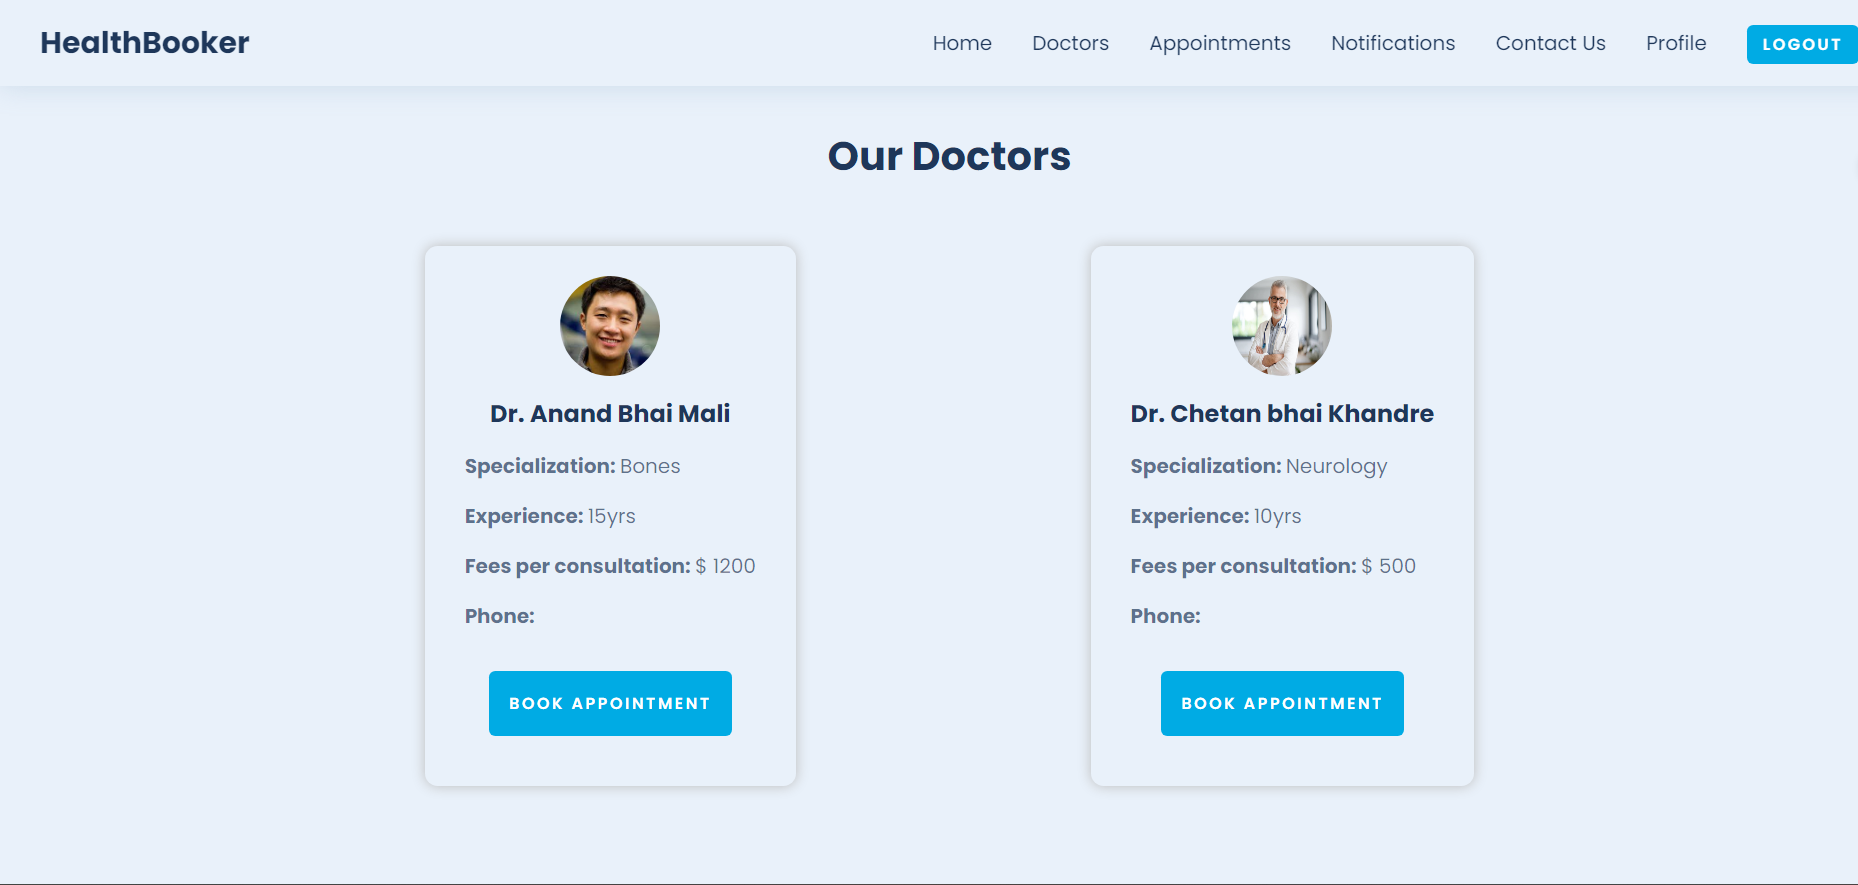 HealthBooker
Home Doctors Appointments Notifications Contact Us Profile LOGOUT
Our Doctors
Dr. Anand Bhai Mali
Specialization: Bones
Experience: 15yrs
Fees per consultation: $ 1200
Phone:
BOOK APPOINTMENT
Dr. Chetan bhai Khandre
Specialization: Neurology
Experience: 10yrs
Fees per consultation: $ 500
Phone:
BOOK APPOINTMENT